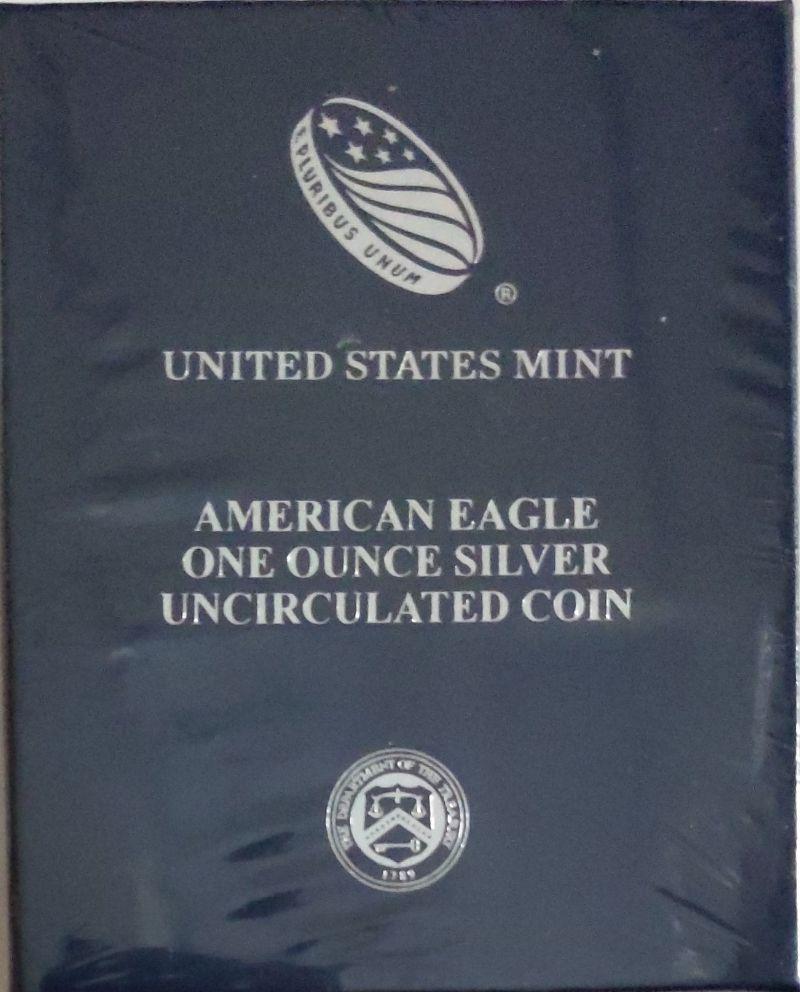 E PLURIBUS UNUM
®
UNITED STATES MINT
AMERICAN EAGLE
ONE OUNCE SILVER
UNCIRCULATED COIN
THE DEPARTMENT OF THE TREASURY
1789